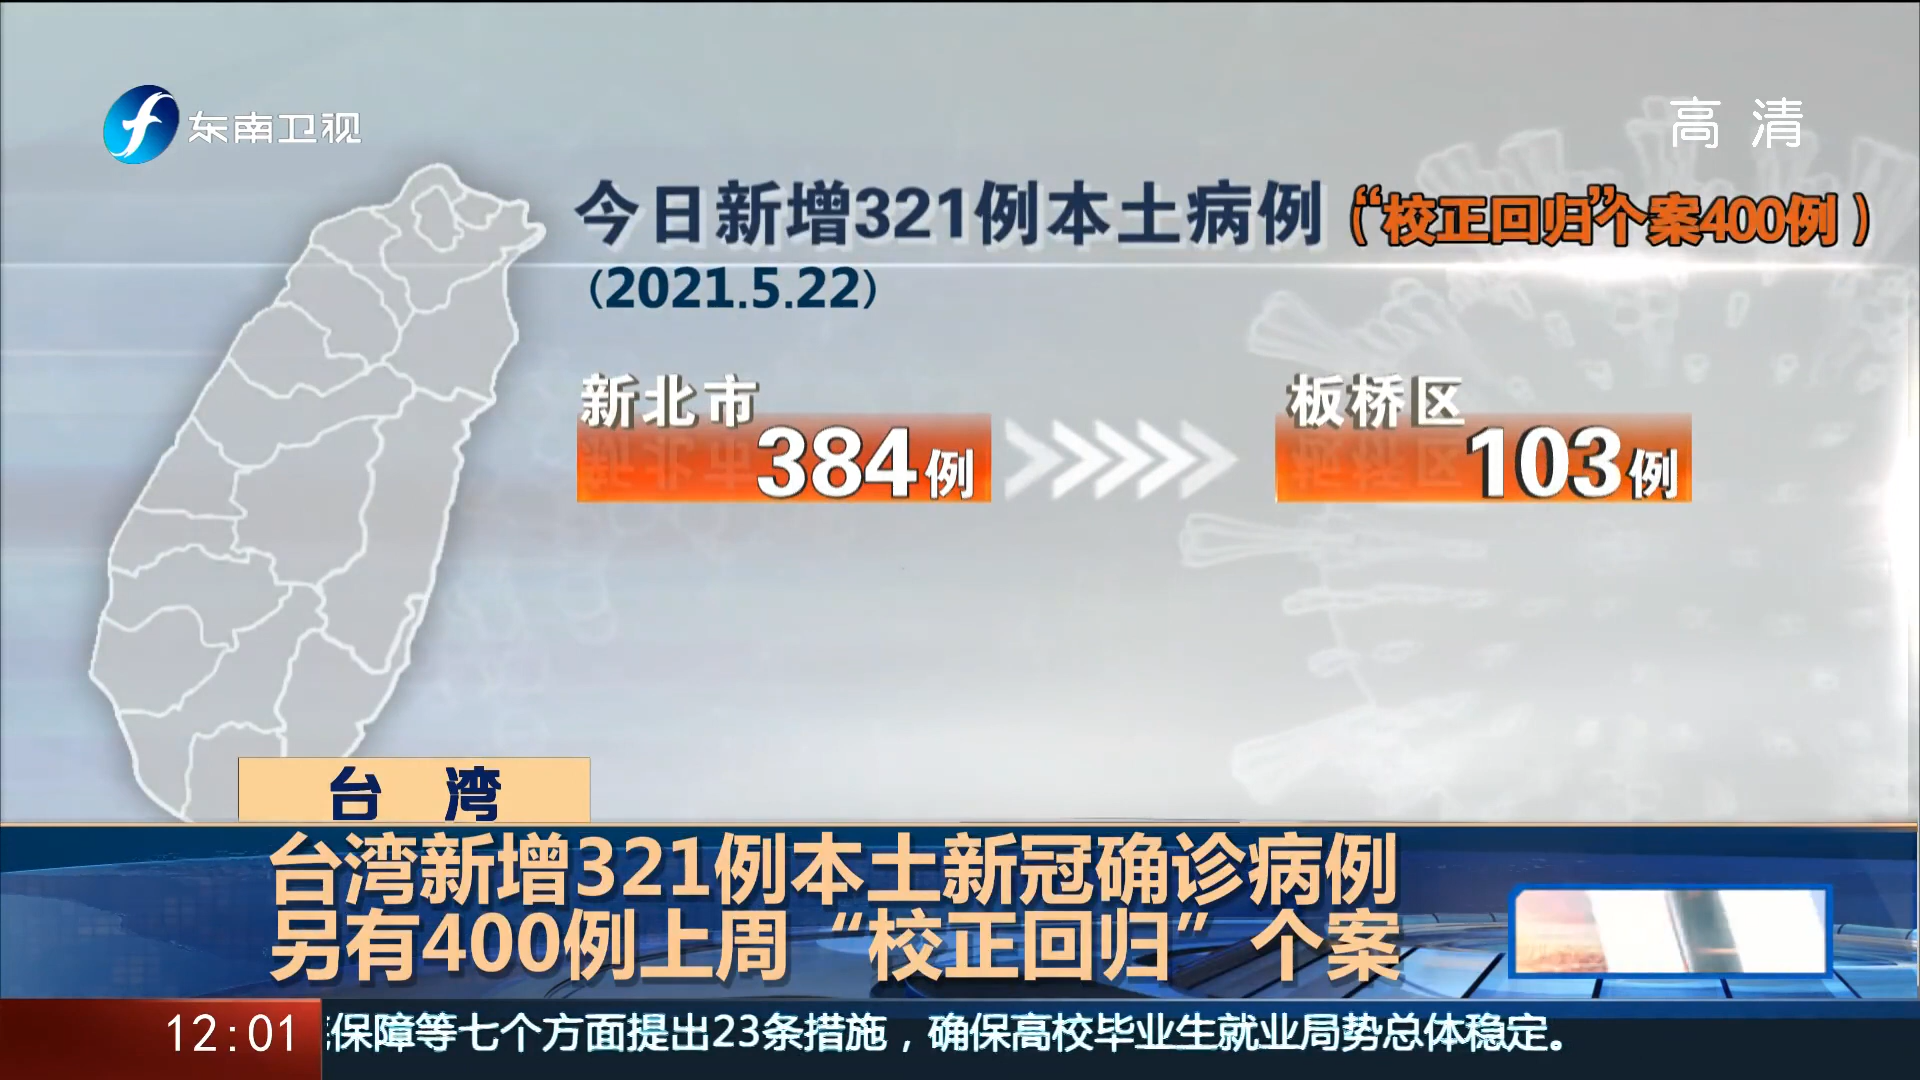 东南卫视
高清
今日新增321例本土病例（“校正回归”个案400例）
（2021.5.22）
新北市
384例
板桥区
103例
台 湾
台湾新增321例本土新冠确诊病例
另有400例上周“校正回归”个案
12:01
保障等七个方面提出23条措施，确保高校毕业生就业局势总体稳定。